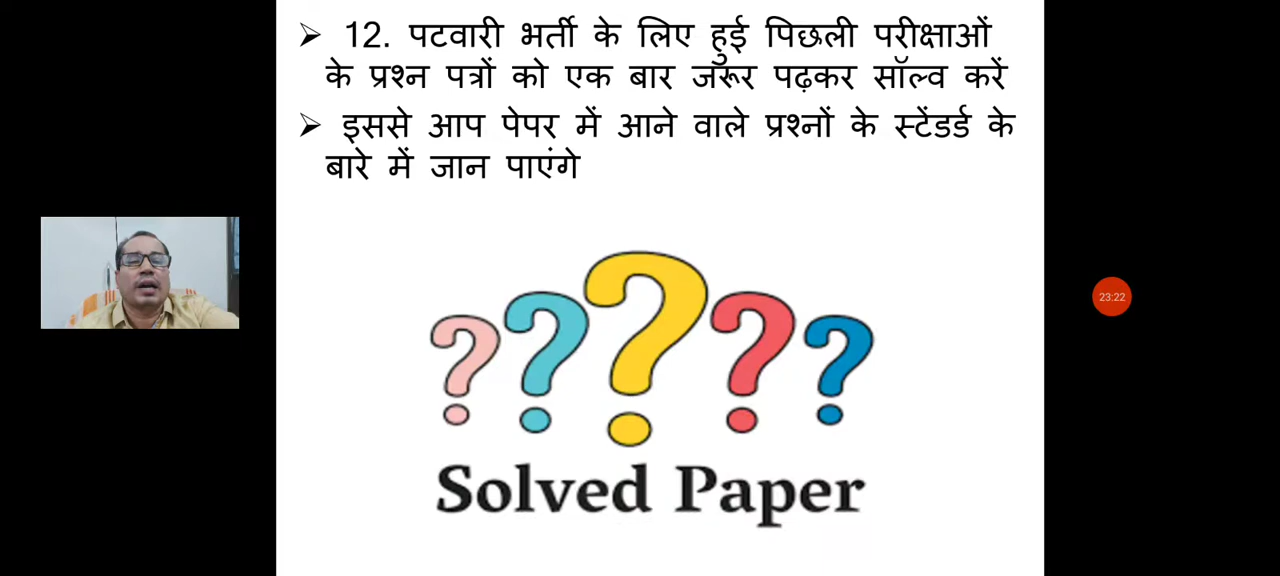 ➢ 12. पटवारी भर्ती के लिए हुई पिछली परीक्षाओं
के प्रश्न पत्रों को एक बार जरूर पढ़कर सॉल्व करें
➢ इससे आप पेपर में आने वाले प्रश्नों के स्टेंडर्ड के
बारे में जान पाएंगे
23:22
? ? ? ? ?
Solved Paper